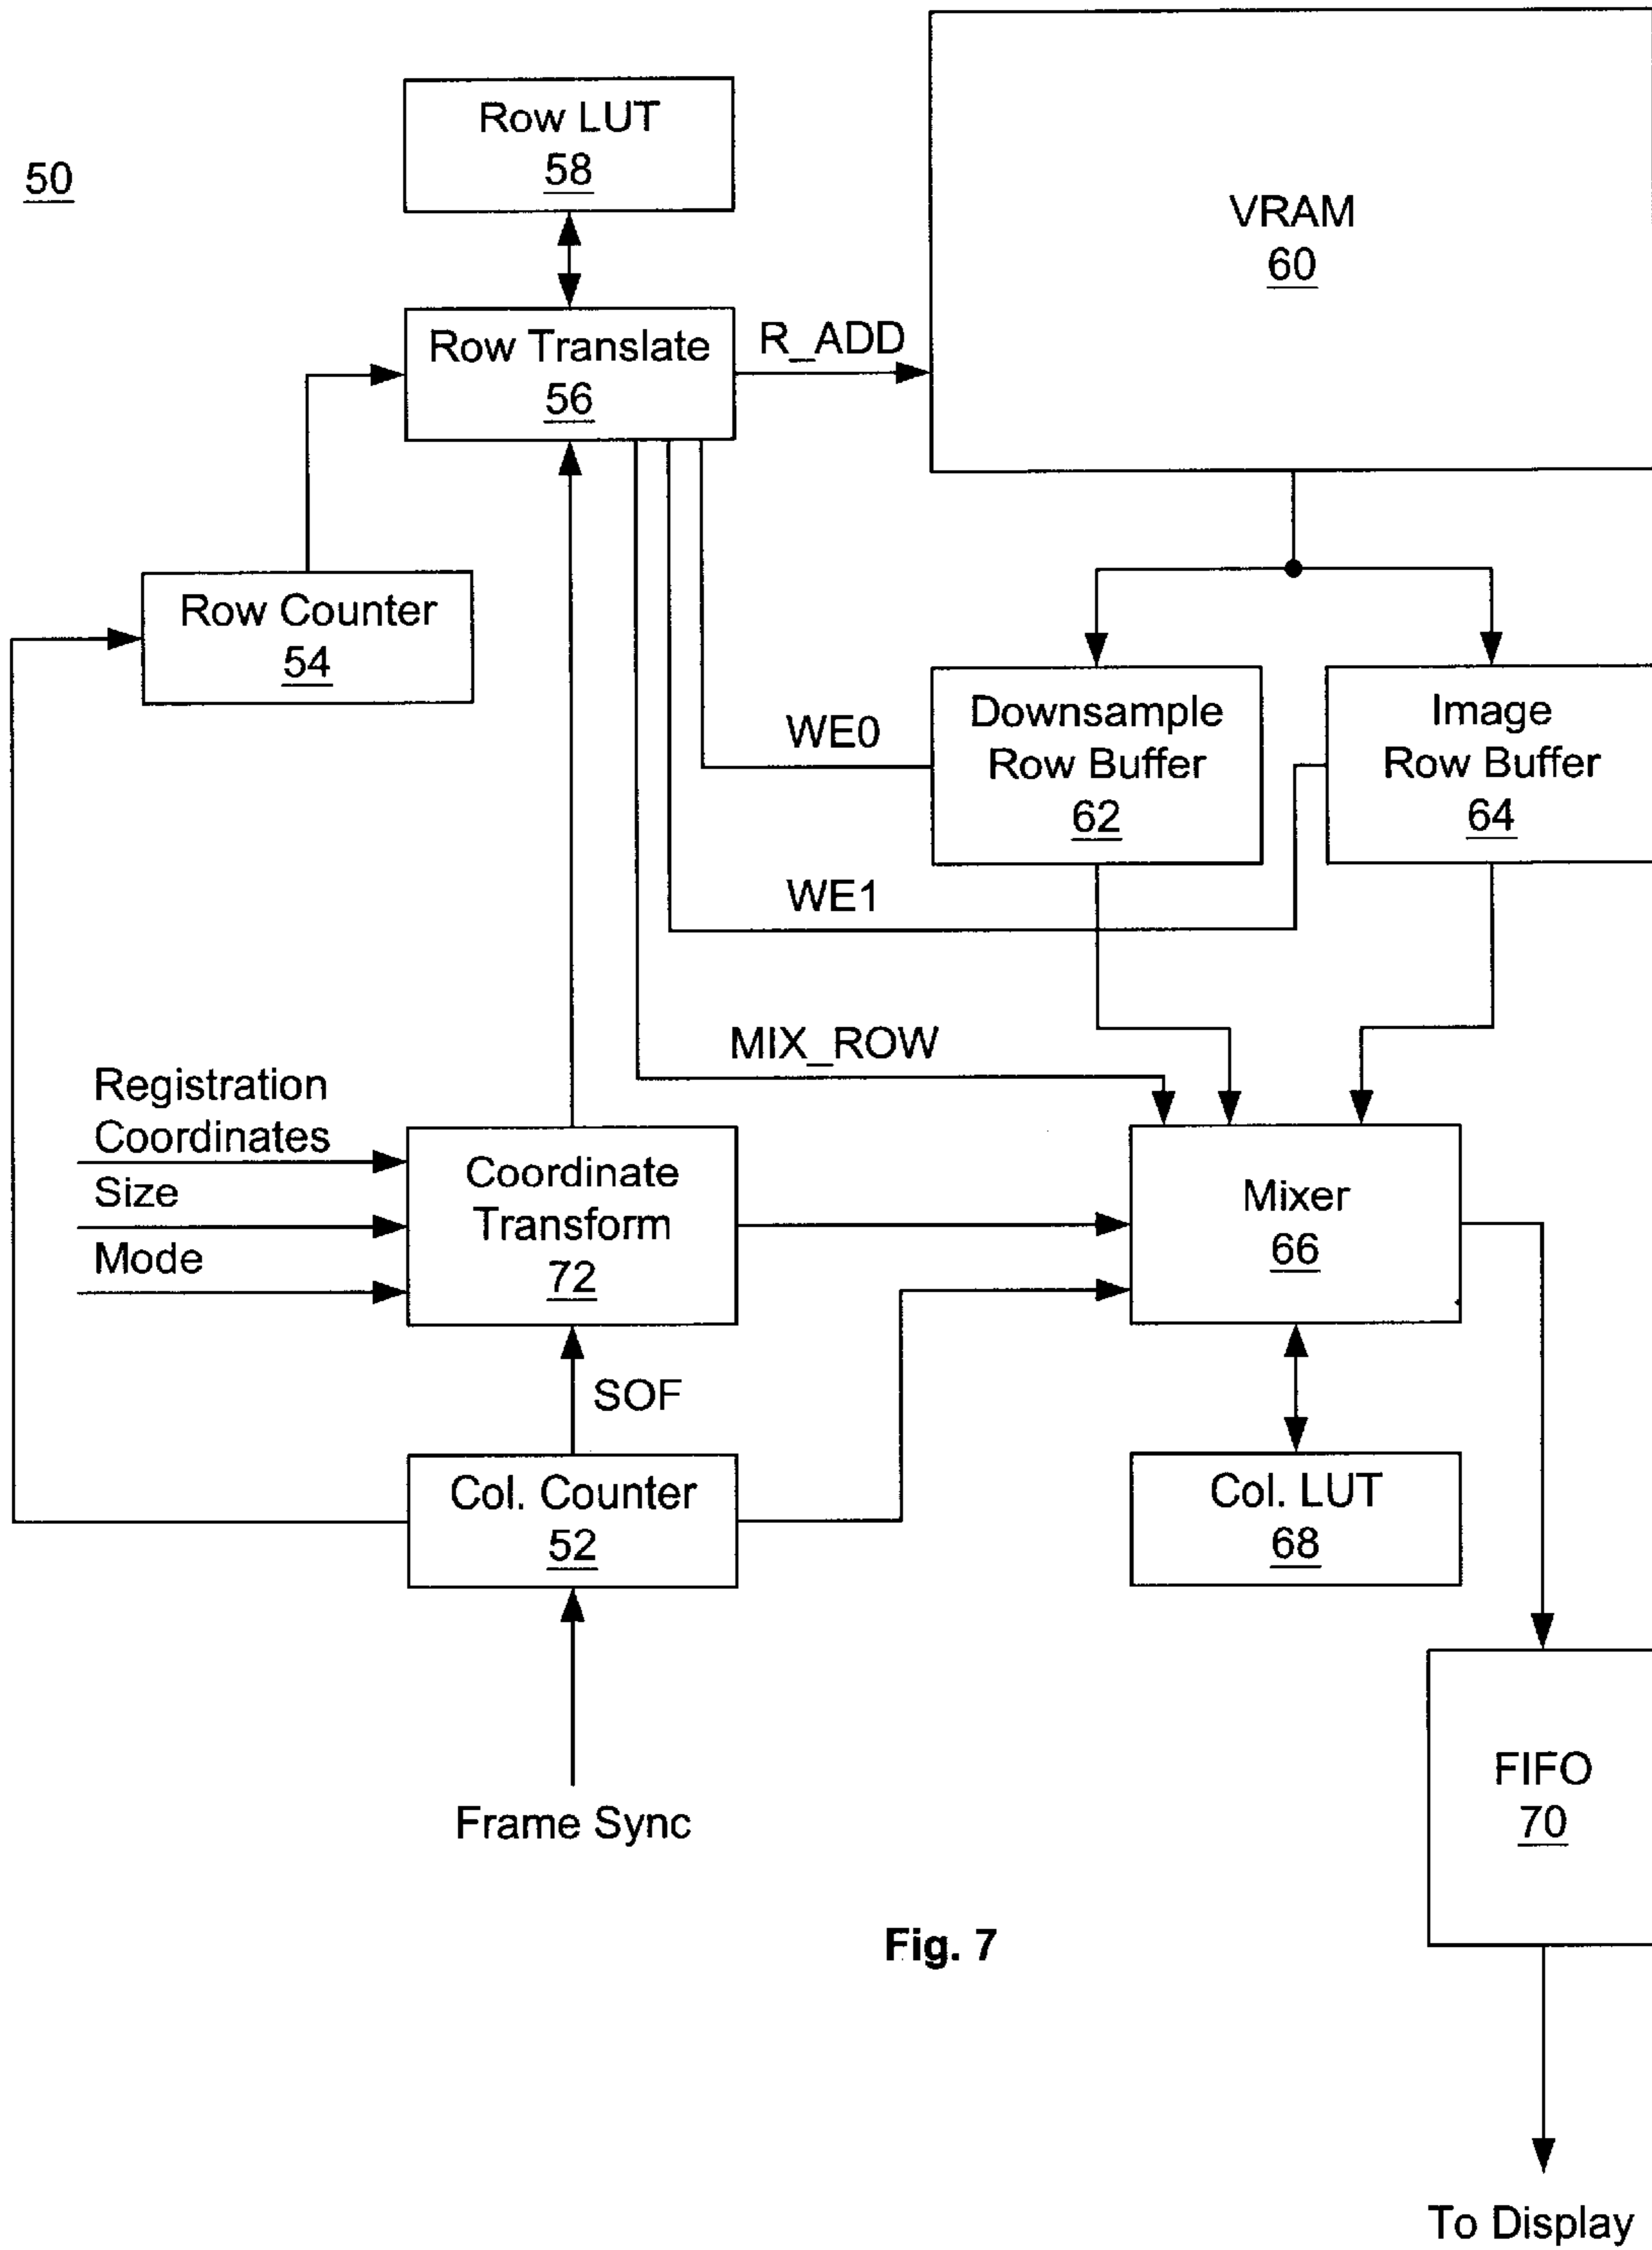 50
Row LUT
58
VRAM
60
Row Translate
56
R_ADD
Row Counter
54
WE0
Downsample
Row Buffer
62
Image
Row Buffer
64
WE1
MIX_ROW
Registration
Coordinates
Size
Mode
Coordinate
Transform
72
Mixer
66
SOF
Col. Counter
52
Col. LUT
68
Frame Sync
FIFO
70
Fig. 7
To Display